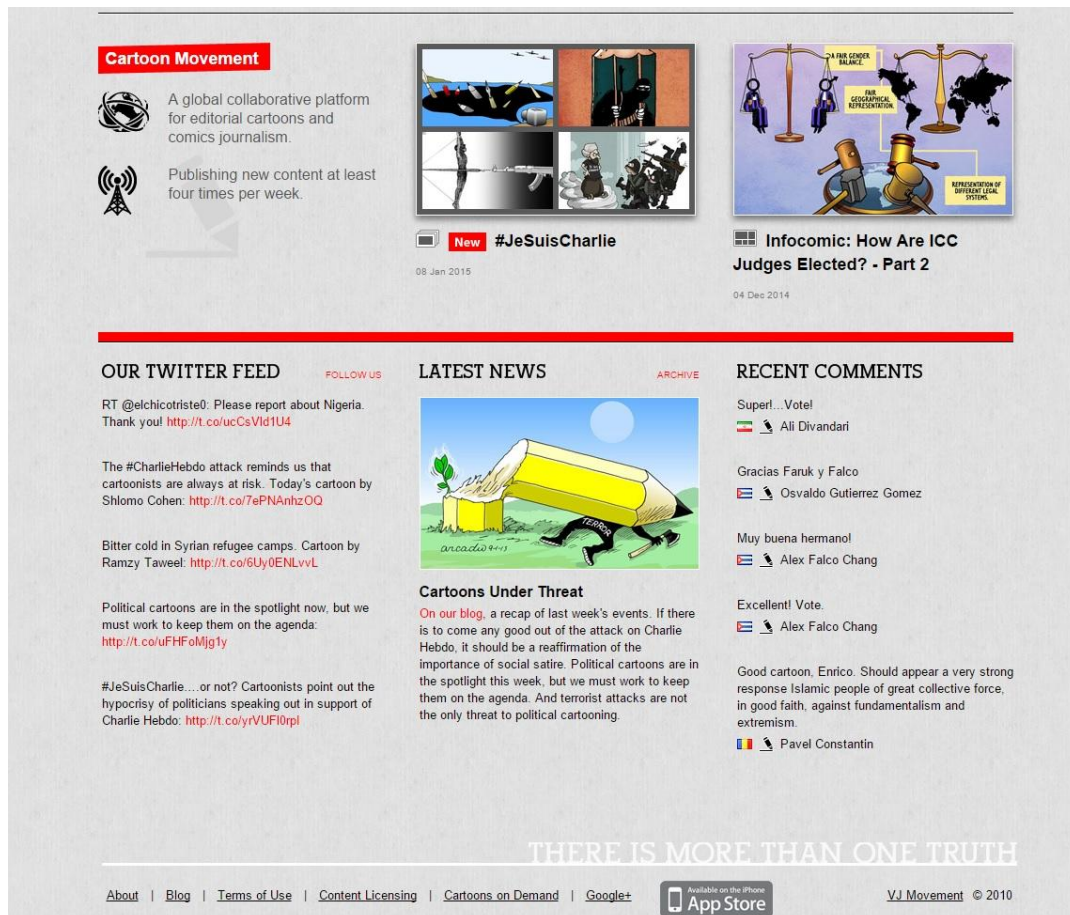 Cartoon Movement
A global collaborative platform
for editorial cartoons and
comics journalism.
Publishing new content at least
four times per week.
New #JeSuisCharlie
08 Jan 2015
A FAIR GENDER
BALANCE.
FAIR
GEOGRAPHICAL
REPRESENTATION.
REPRESENTATION OF
DIFFERENT LEGAL
SYSTEMS.
Infocomic: How Are ICC
Judges Elected? - Part 2
04 Dec 2014
OUR TWITTER FEED FOLLOW US
RT @elchicotriste0: Please report about Nigeria.
Thank you! http://t.co/ucCsVld1U4
The #CharlieHebdo attack reminds us that
cartoonists are always at risk. Today's cartoon by
Shlomo Cohen: http://t.co/7ePNAnhzOQ
Bitter cold in Syrian refugee camps. Cartoon by
Ramzy Taweel: http://t.co/6Uy0ENLvvL
Political cartoons are in the spotlight now, but we
must work to keep them on the agenda:
http://t.co/uFHFoMjg1y
#JeSuisCharlie....or not? Cartoonists point out the
hypocrisy of politicians speaking out in support of
Charlie Hebdo: http://t.co/yrVUFl0rpl
LATEST NEWS ARCHIVE
TERROR
arcadio 9-1-15
Cartoons Under Threat
On our blog, a recap of last week's events. If there
is to come any good out of the attack on Charlie
Hebdo, it should be a reaffirmation of the
importance of social satire. Political cartoons are in
the spotlight this week, but we must work to keep
them on the agenda. And terrorist attacks are not
the only threat to political cartooning.
RECENT COMMENTS
Super!...Vote!
Ali Divandari
Gracias Faruk y Falco
Osvaldo Gutierrez Gomez
Muy buena hermano!
Alex Falco Chang
Excellent! Vote.
Alex Falco Chang
Good cartoon, Enrico. Should appear a very strong
response Islamic people of great collective force,
in good faith, against fundamentalism and
extremism.
Pavel Constantin
THERE IS MORE THAN ONE TRUTH
About | Blog | Terms of Use | Content Licensing | Cartoons on Demand | Google+
Available on the iPhone
App Store
VJ Movement © 2010